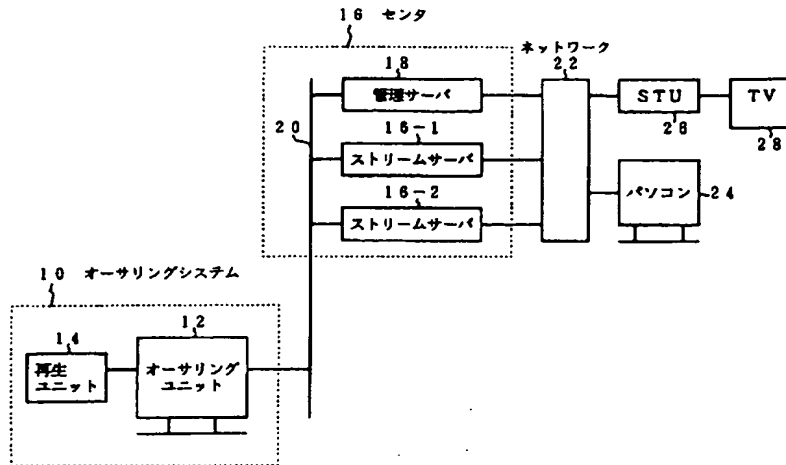 １６ センタ
ネットワーク
２２
１８
管理サーバ
ＳＴＵ
２６
ＴＶ
２８
２０
１６－１
ストリームサーバ
１６－２
ストリームサーバ
パソコン
２４
１０ オーサリングシステム
１４
再生
ユニット
１２
オーサリング
ユニット